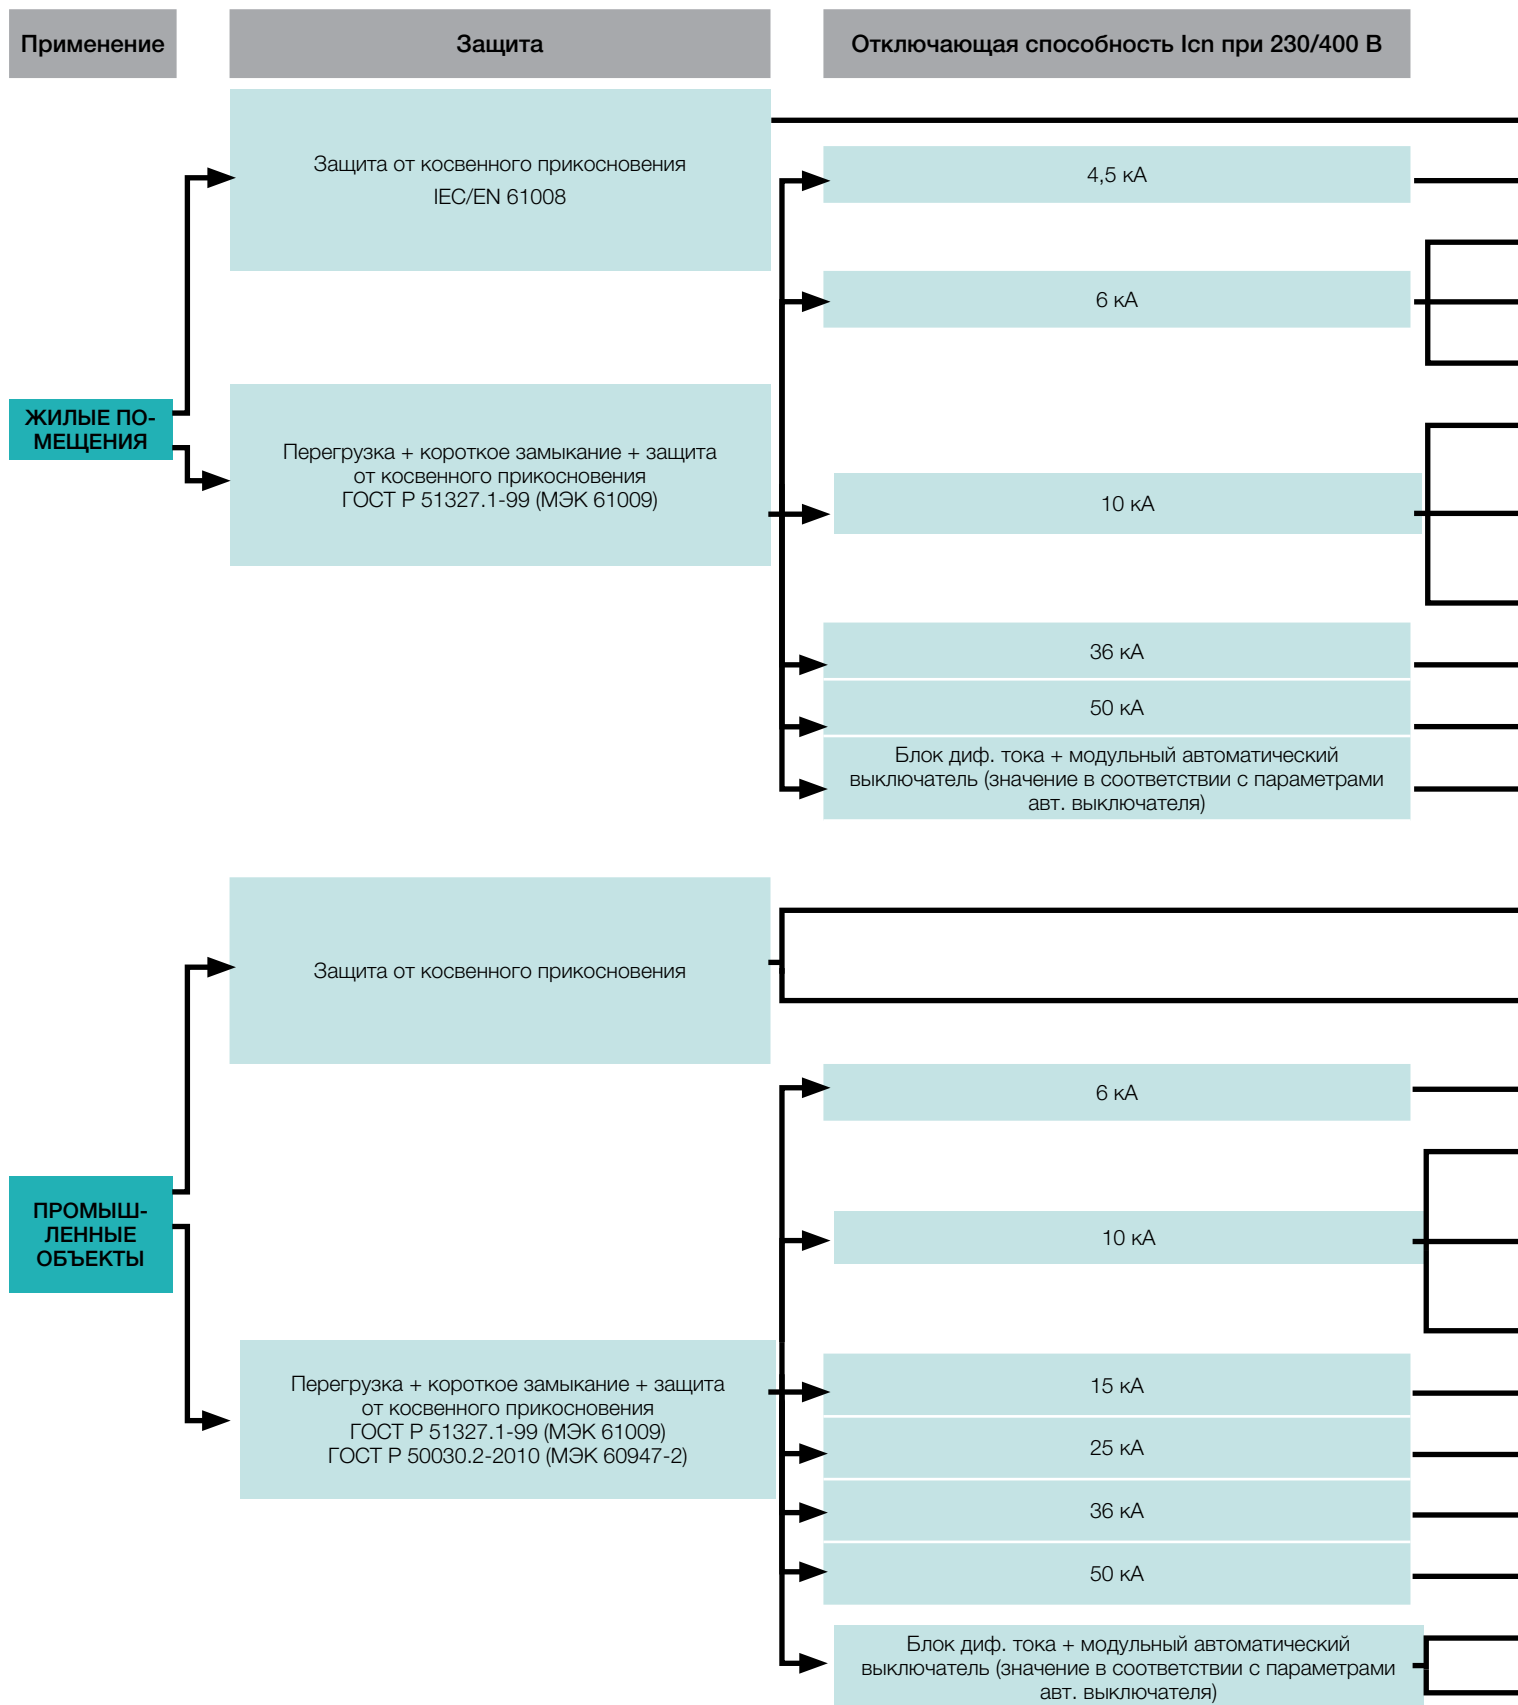 Применение
Защита
Отключающая способность Icn при 230/400 В
Защита от косвенного прикосновения
IEC/EN 61008
4,5 кА
6 кА
ЖИЛЫЕ ПО-
МЕЩЕНИЯ
Перегрузка + короткое замыкание + защита
от косвенного прикосновения
ГОСТ Р 51327.1-99 (МЭК 61009)
10 кА
36 кА
50 кА
Блок диф. тока + модульный автоматический
выключатель (значение в соответствии с параметрами
авт. выключателя)
Защита от косвенного прикосновения
6 кА
ПРОМЫШ-
ЛЕННЫЕ
ОБЪЕКТЫ
10 кА
Перегрузка + короткое замыкание + защита
от косвенного прикосновения
ГОСТ Р 51327.1-99 (МЭК 61009)
ГОСТ Р 50030.2-2010 (МЭК 60947-2)
15 кА
25 кА
36 кА
50 кА
Блок диф. тока + модульный автоматический
выключатель (значение в соответствии с параметрами
авт. выключателя)